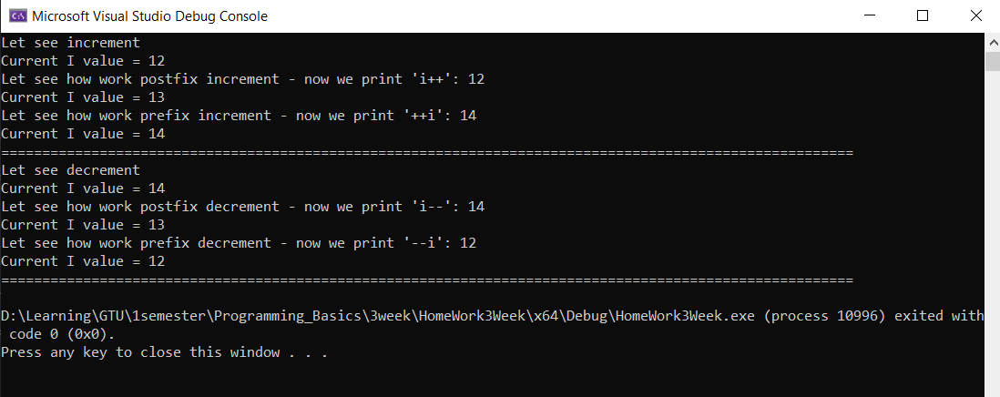 Microsoft Visual Studio Debug Console
Let see increment
Current I value = 12
Let see how work postfix increment - now we print 'i++': 12
Current I value = 13
Let see how work prefix increment - now we print '++i': 14
Current I value = 14
========================================================================================================
Let see decrement
Current I value = 14
Let see how work postfix decrement - now we print 'i--': 14
Current I value = 13
Let see how work prefix decrement - now we print '--i': 12
Current I value = 12
========================================================================================================
D:\Learning\GTU\1semester\Programming_Basics\3week\HomeWork3Week\x64\Debug\HomeWork3Week.exe (process 10996) exited with
 code 0 (0x0).
Press any key to close this window . . .